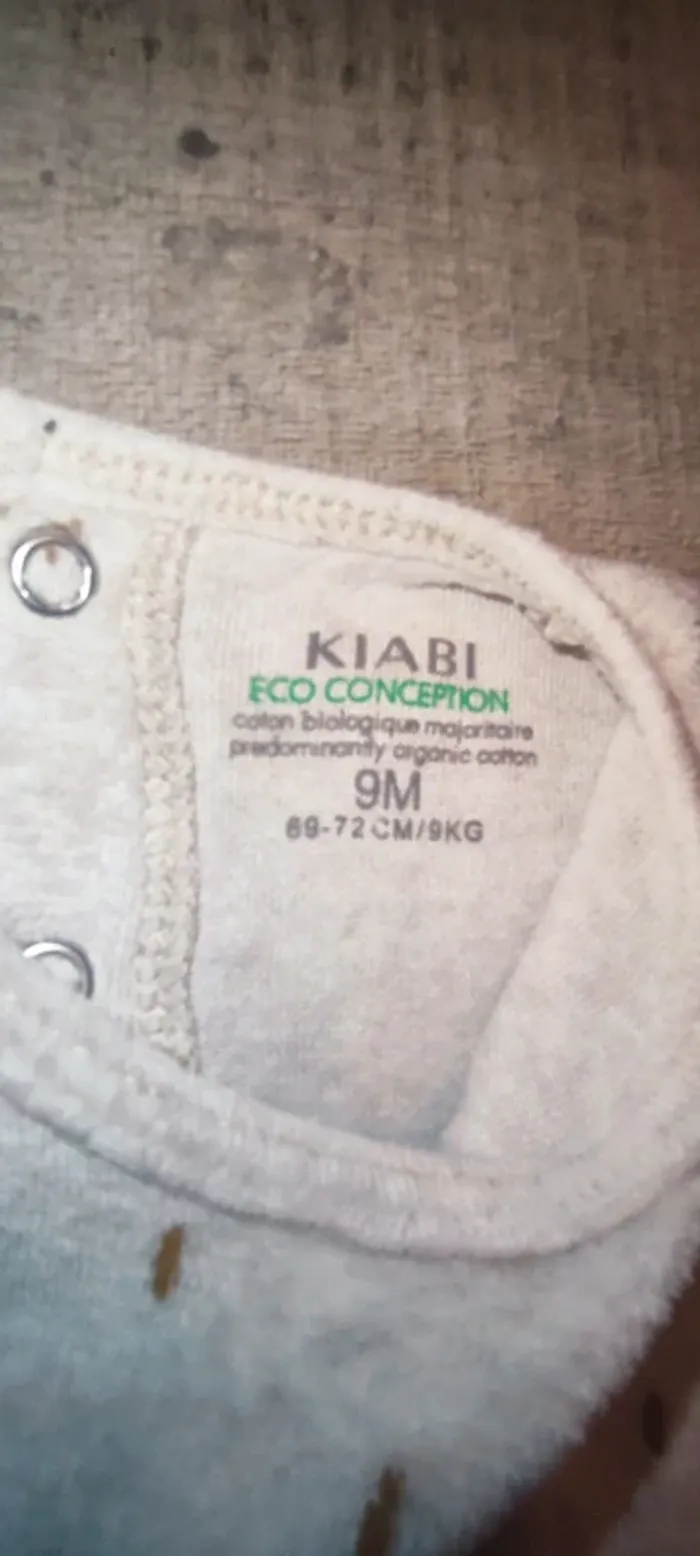 KIABI
ECO CONCEPTION
coton biologique majoritaire
predominantly organic cotton
9M
69-72 CM/9KG